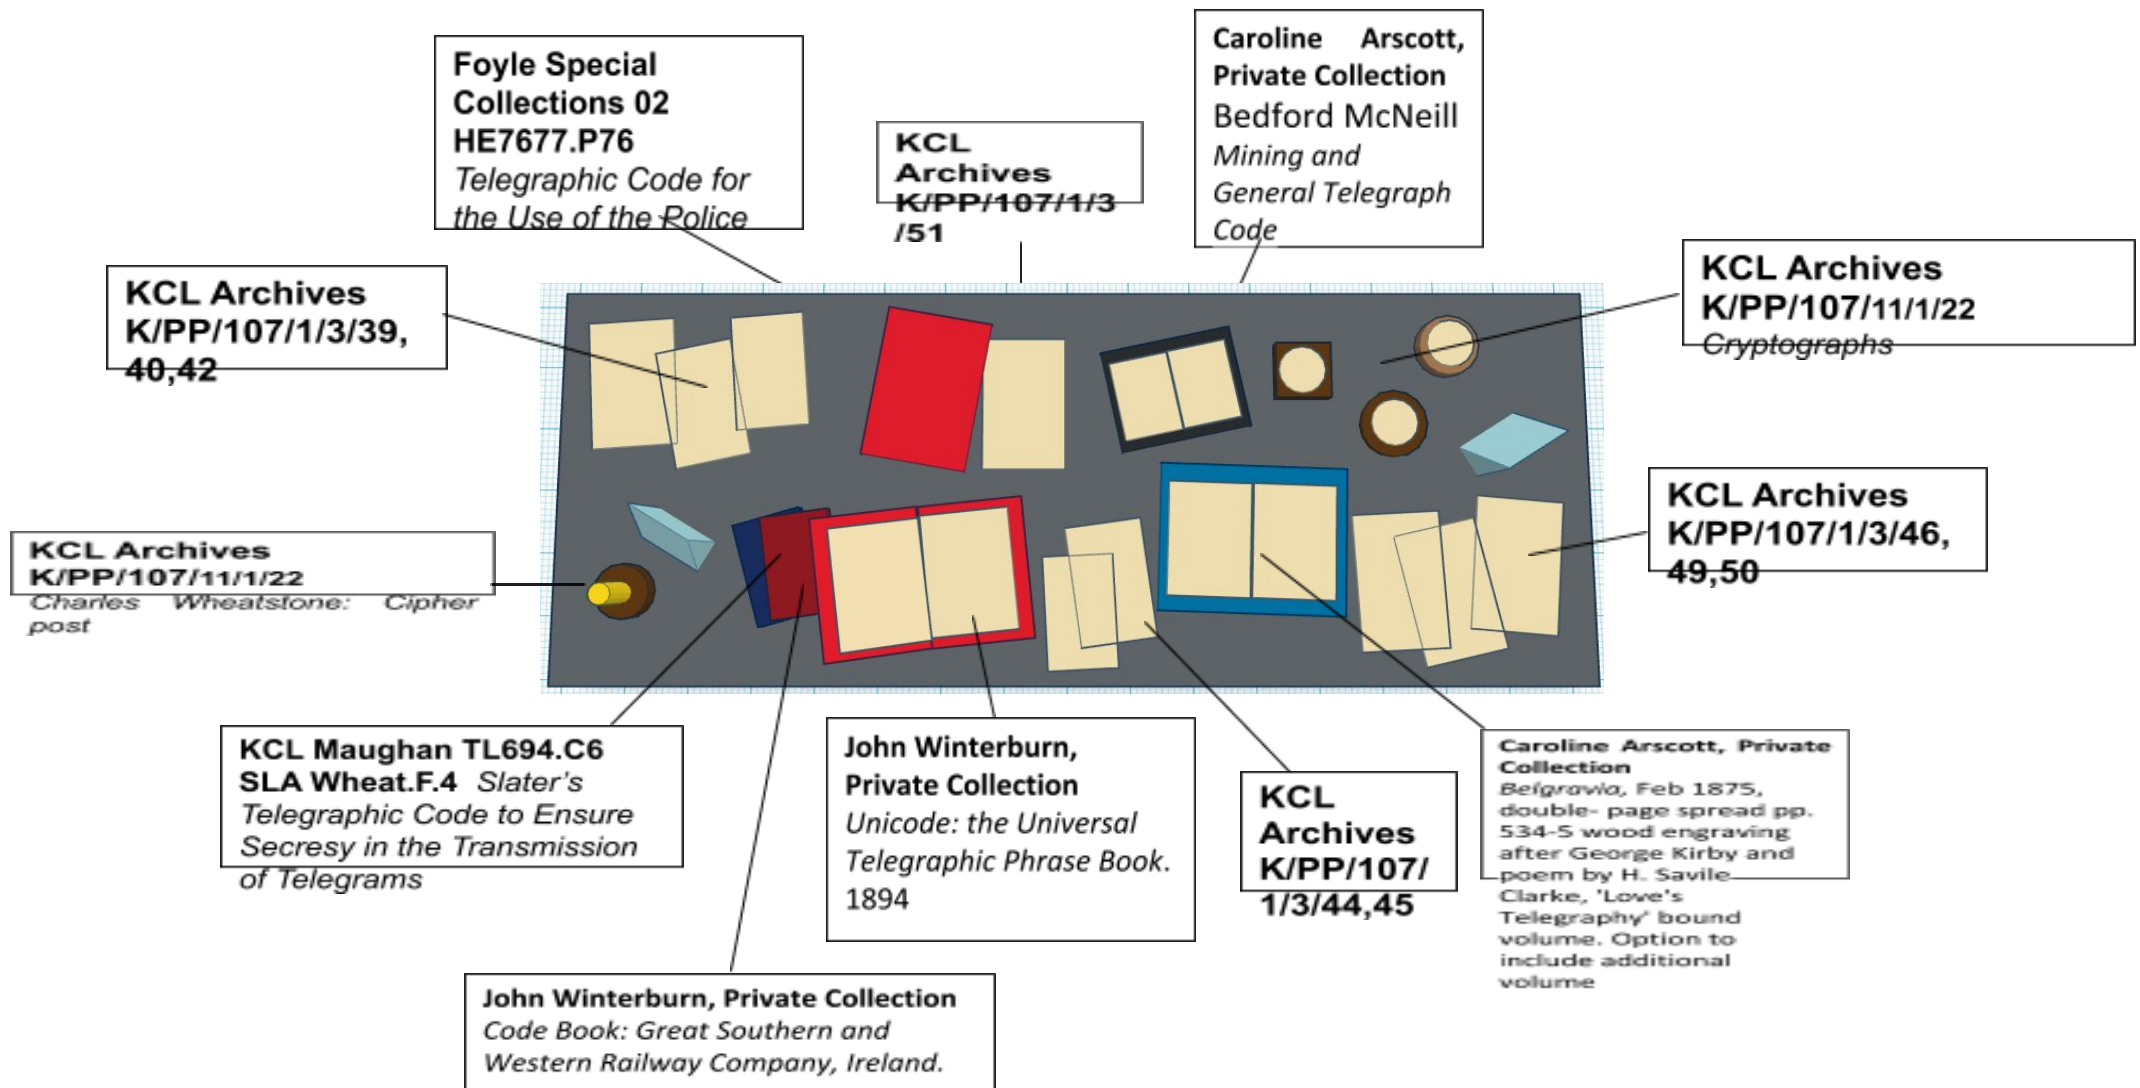 Foyle Special
Collections 02
HE7677.P76
Telegraphic Code for
the Use of the Police
KCL
Archives
K/PP/107/1/3
/51
Caroline Arscott,
Private Collection
Bedford McNeill
Mining and
General Telegraph
Code
KCL Archives
K/PP/107/11/1/22
Cryptographs
KCL Archives
K/PP/107/1/3/39,
40,42
KCL Archives
K/PP/107/1/3/46,
49,50
KCL Archives
K/PP/107/11/1/22
Charles Wheatstone: Cipher
post
KCL Maughan TL694.C6
SLA Wheat.F.4 Slater's
Telegraphic Code to Ensure
Secresy in the Transmission
of Telegrams
John Winterburn,
Private Collection
Unicode: the Universal
Telegraphic Phrase Book.
1894
KCL
Archives
K/PP/107/
1/3/44,45
Caroline Arscott, Private
Collection
Belgravia, Feb 1875,
double- page spread pp.
534-5 wood engraving
after George Kirby and
poem by H. Savile
Clarke, 'Love's
Telegraphy' bound
volume. Option to
include additional
volume
John Winterburn, Private Collection
Code Book: Great Southern and
Western Railway Company, Ireland.